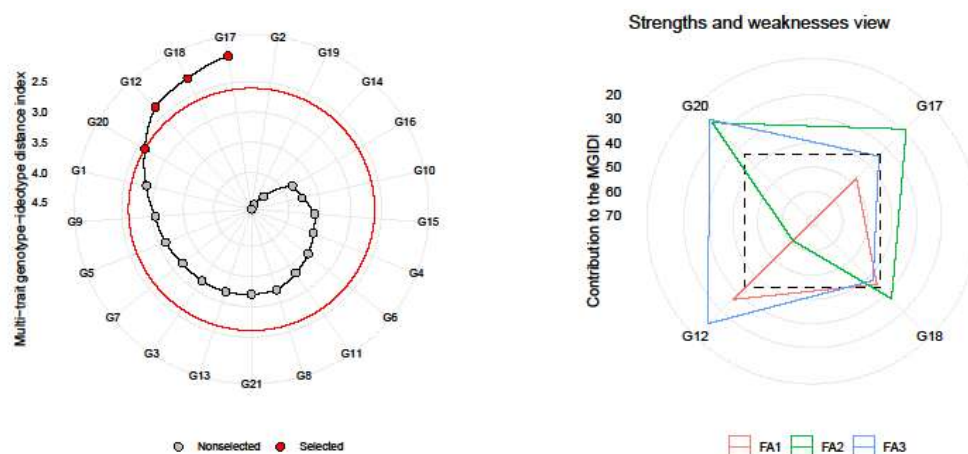 Multi-trait genotype-ideotype distance index
2.5
3.0
3.5
4.0
4.5
G17
G2
G19
G14
G16
G10
G15
G4
G6
G11
G8
G21
G13
G3
G7
G5
G9
G1
G20
G12
G18
Nonselected
Selected
Strengths and weaknesses view
Contribution to the MGIDI
20
30
40
50
60
70
G20
G17
G12
G18
FA1
FA2
FA3